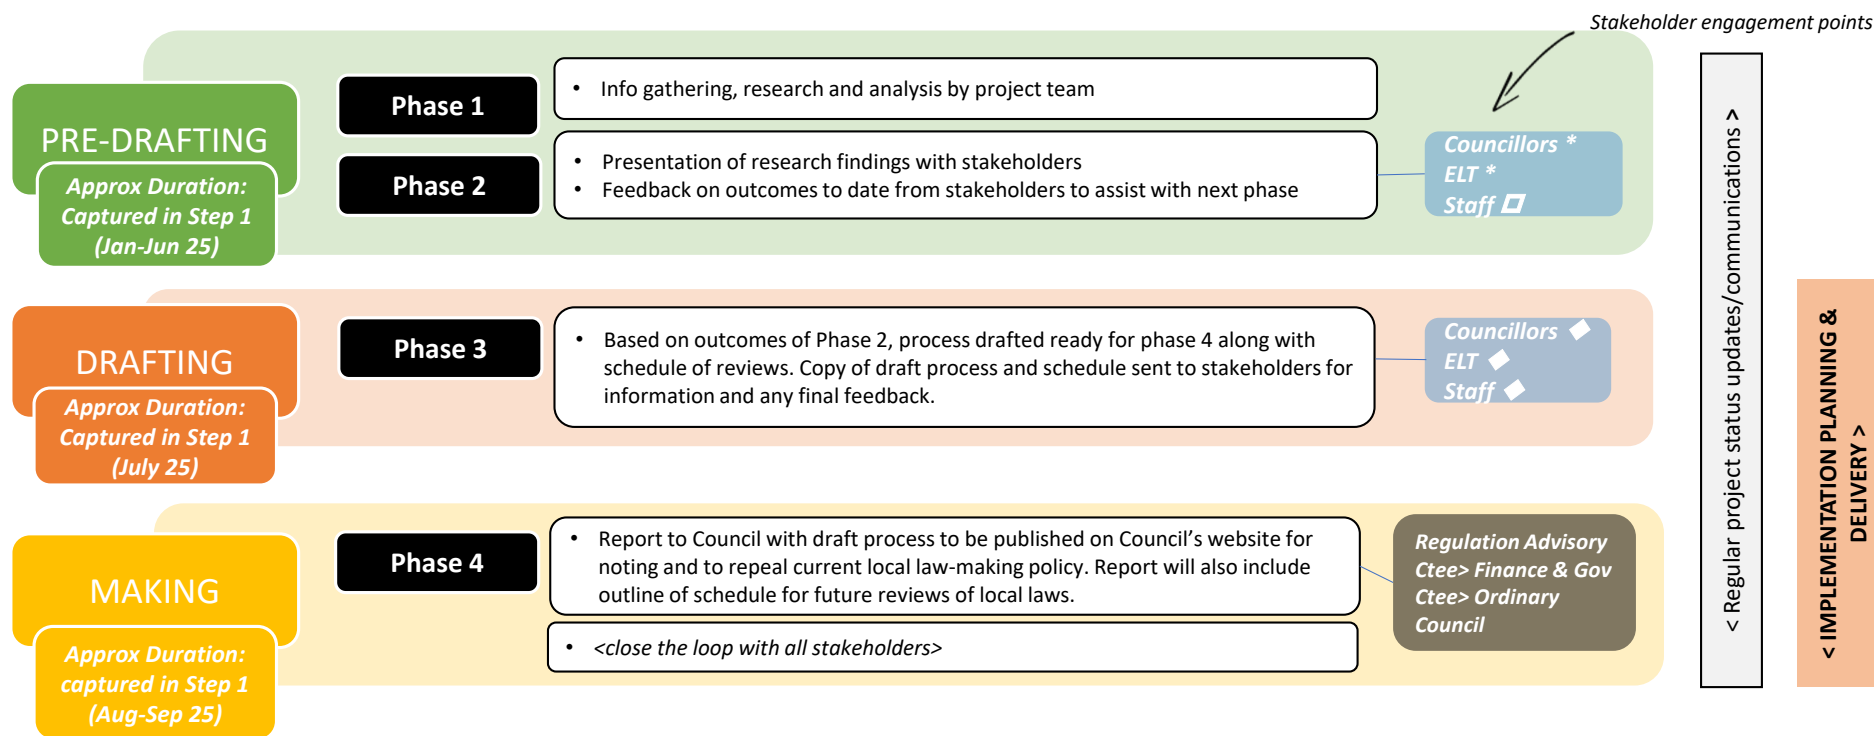 Stakeholder engagement points
PRE-DRAFTING
Approx Duration:
Captured in Step 1
(Jan-Jun 25)
Phase 1
• Info gathering, research and analysis by project team
Phase 2
• Presentation of research findings with stakeholders
• Feedback on outcomes to date from stakeholders to assist with next phase
Councillors *
ELT *
Staff
DRAFTING
Approx Duration:
Captured in Step 1
(July 25)
Phase 3
• Based on outcomes of Phase 2, process drafted ready for phase 4 along with
schedule of reviews. Copy of draft process and schedule sent to stakeholders for
information and any final feedback.
Councillors
ELT
Staff
MAKING
Approx Duration:
captured in Step 1
(Aug-Sep 25)
Phase 4
• Report to Council with draft process to be published on Council’s website for
noting and to repeal current local law-making policy. Report will also include
outline of schedule for future reviews of local laws.
• <close the loop with all stakeholders>
Regulation Advisory
Ctee> Finance & Gov
Ctee> Ordinary
Council
< Regular project status updates/communications >
< IMPLEMENTATION PLANNING &
DELIVERY >